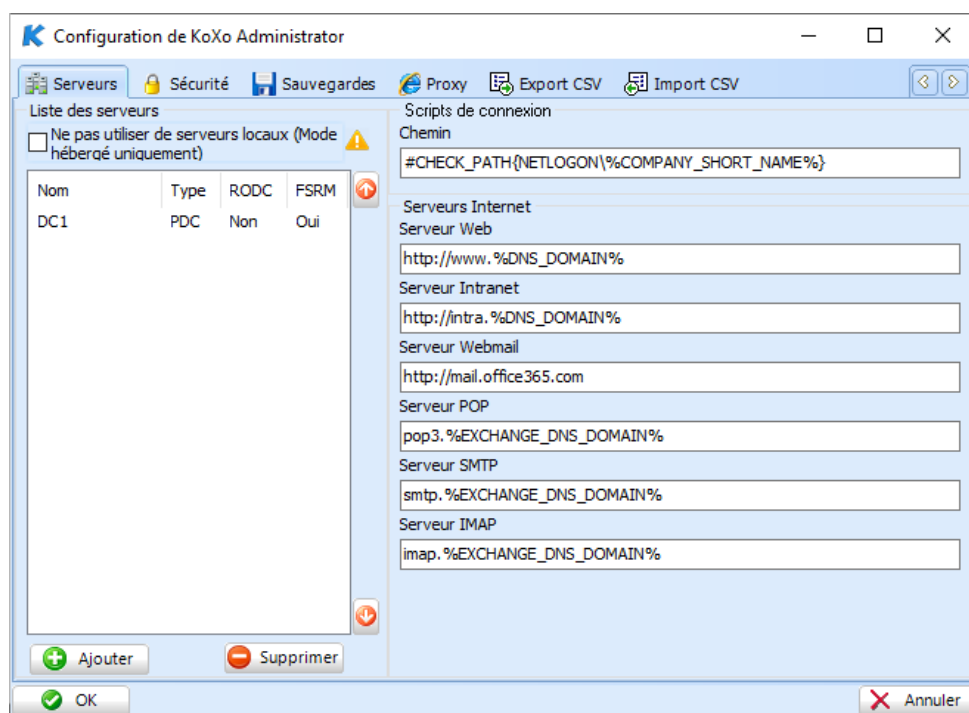 Configuration de KoXo Administrator
Serveurs Sécurité Sauvegardes Proxy Export CSV Import CSV
Liste des serveurs
Ne pas utiliser de serveurs locaux (Mode
hébergé uniquement)
Nom Type RODC FSRM
DC1 PDC Non Oui
Ajouter Supprimer
Scripts de connexion
Chemin
#CHECK_PATH{NETLOGON\%COMPANY_SHORT_NAME%}
Serveurs Internet
Serveur Web
http://www.%DNS_DOMAIN%
Serveur Intranet
http://intra.%DNS_DOMAIN%
Serveur Webmail
http://mail.office365.com
Serveur POP
pop3.%EXCHANGE_DNS_DOMAIN%
Serveur SMTP
smtp.%EXCHANGE_DNS_DOMAIN%
Serveur IMAP
imap.%EXCHANGE_DNS_DOMAIN%
OK Annuler